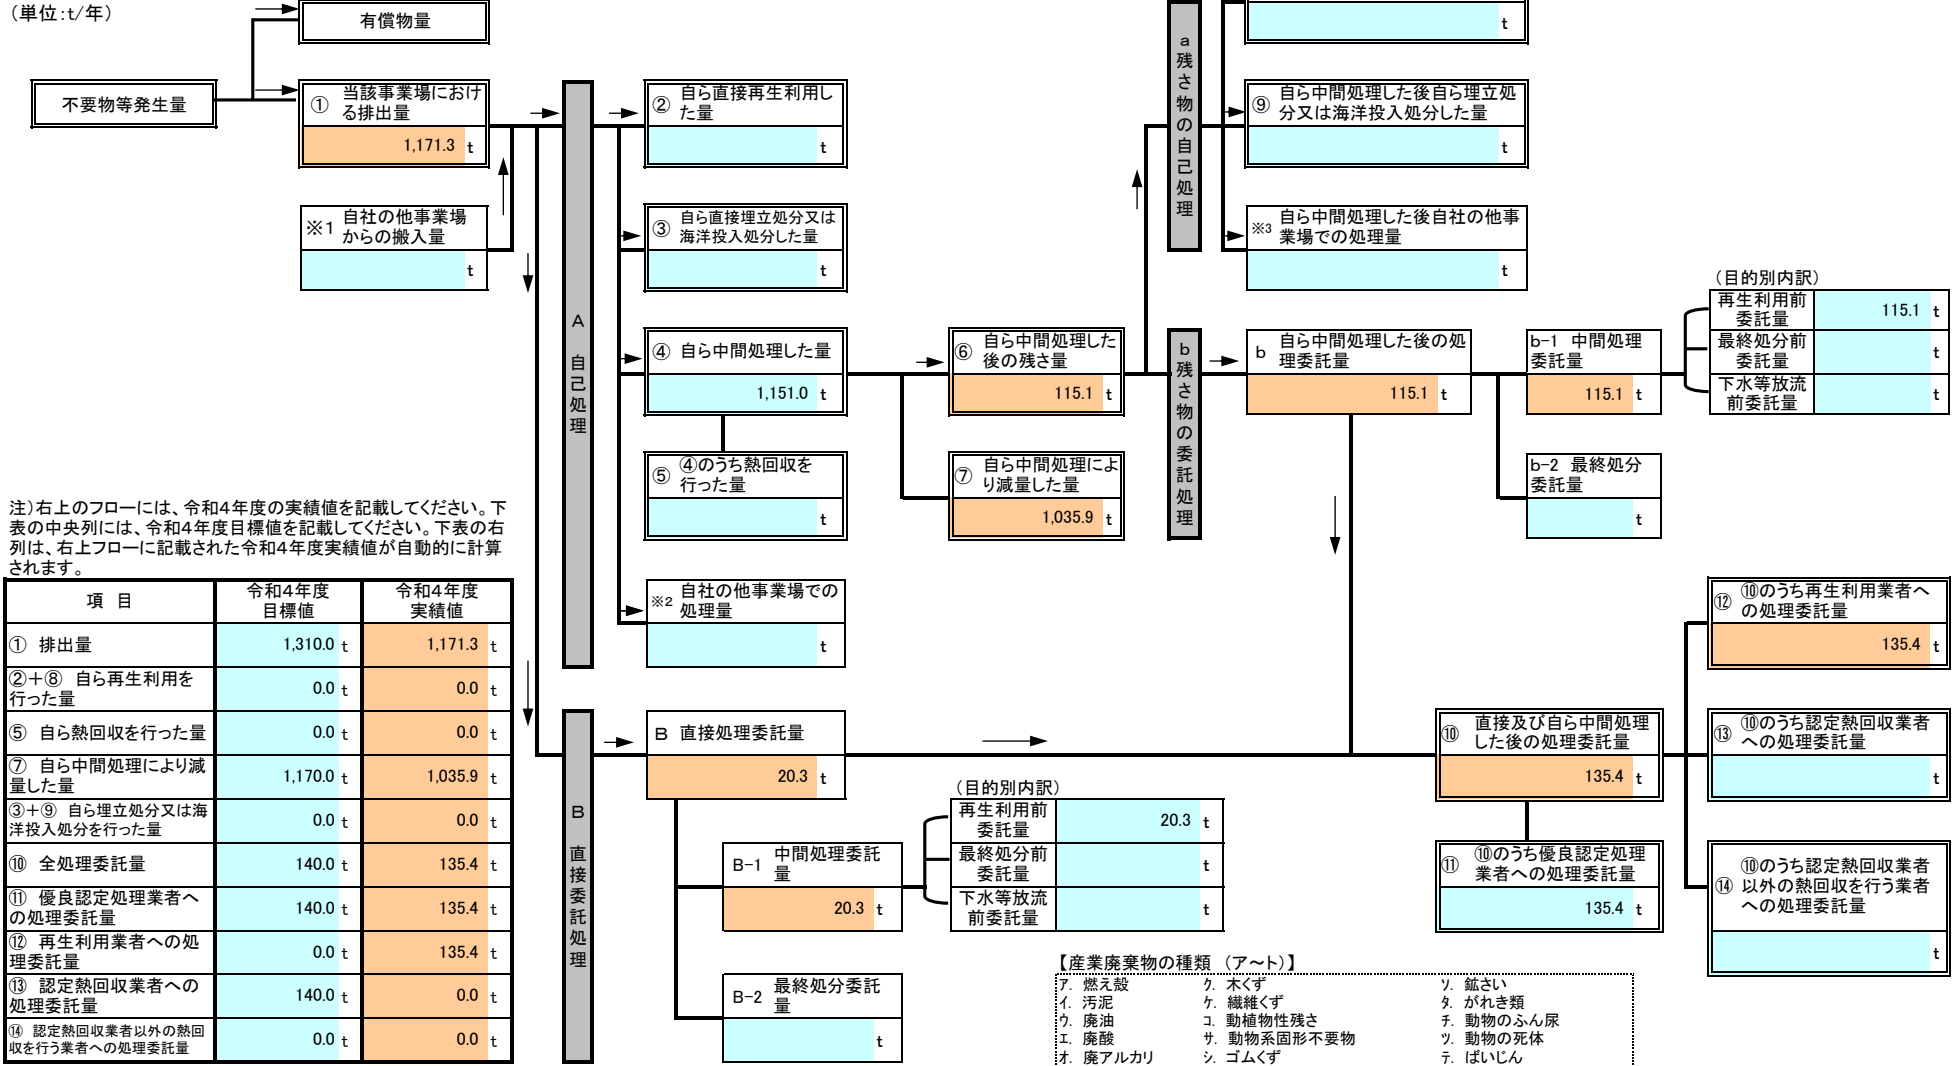 （単位：t/年）
有償物量
不要物等発生量
① 当該事業場におけ
る排出量
1,171.3 t
※1 自社の他事業場
からの搬入量
t
A 自己処理
② 自ら直接再生利用し
た量
t
③ 自ら直接埋立処分又は
海洋投入処分した量
t
④ 自ら中間処理した量
1,151.0 t
⑤ ④のうち熱回収を
行った量
t
※2 自社の他事業場での
処理量
t
⑥ 自ら中間処理した
後の残さ量
115.1 t
⑦ 自ら中間処理によ
り減量した量
1,035.9 t
a 残さ物の自己処理
t
⑨ 自ら中間処理した後自ら埋立処
分又は海洋投入処分した量
t
※3 自ら中間処理した後自社の他事
業場での処理量
t
b 残さ物の委託処理
b 自ら中間処理した後の処
理委託量
115.1 t
b-1 中間処理
委託量
115.1 t
b-2 最終処分
委託量
t
（目的別内訳）
再生利用前
委託量
115.1 t
最終処分前
委託量
t
下水等放流
前委託量
t
注）右上のフローには、令和4年度の実績値を記載してください。下
表の中央列には、令和4年度目標値を記載してください。下表の右
列は、右上フローに記載された令和4年度実績値が自動的に計算
されます。
項 目 令和4年度
目標値 令和4年度
実績値
① 排出量 1,310.0 t 1,171.3 t
②＋⑧ 自ら再生利用を
行った量 0.0 t 0.0 t
⑤ 自ら熱回収を行った量 0.0 t 0.0 t
⑦ 自ら中間処理により減
量した量 1,170.0 t 1,035.9 t
③＋⑨ 自ら埋立処分又は海
洋投入処分を行った量 0.0 t 0.0 t
⑩ 全処理委託量 140.0 t 135.4 t
⑪ 優良認定処理業者へ
の処理委託量 140.0 t 135.4 t
⑫ 再生利用業者への処
理委託量 0.0 t 135.4 t
⑬ 認定熱回収業者への
処理委託量 140.0 t 0.0 t
⑭ 認定熱回収業者以外の熱回
収を行う業者への処理委託量 0.0 t 0.0 t
B 直接委託処理
B 直接処理委託量
20.3 t
B-1 中間処理委託
量
20.3 t
B-2 最終処分委託
量
t
（目的別内訳）
再生利用前
委託量
20.3 t
最終処分前
委託量
t
下水等放流
前委託量
t
⑩ 直接及び自ら中間処理
した後の処理委託量
135.4 t
⑪ ⑩のうち優良認定処理
業者への処理委託量
135.4 t
⑫ ⑩のうち再生利用業者へ
の処理委託量
135.4 t
⑬ ⑩のうち認定熱回収業者
への処理委託量
t
⑭ ⑩のうち認定熱回収業者
以外の熱回収を行う業者
への処理委託量
t
【産業廃棄物の種類 （ア～ト）】
ア. 燃え殻 ク. 木くず ソ. 鉱さい
イ. 汚泥 ケ. 繊維くず タ. がれき類
ウ. 廃油 コ. 動植物性残さ チ. 動物のふん尿
エ. 廃酸 サ. 動物系固形不要物 ツ. 動物の死体
オ. 廃アルカリ シ. ゴムくず テ. ばいじん